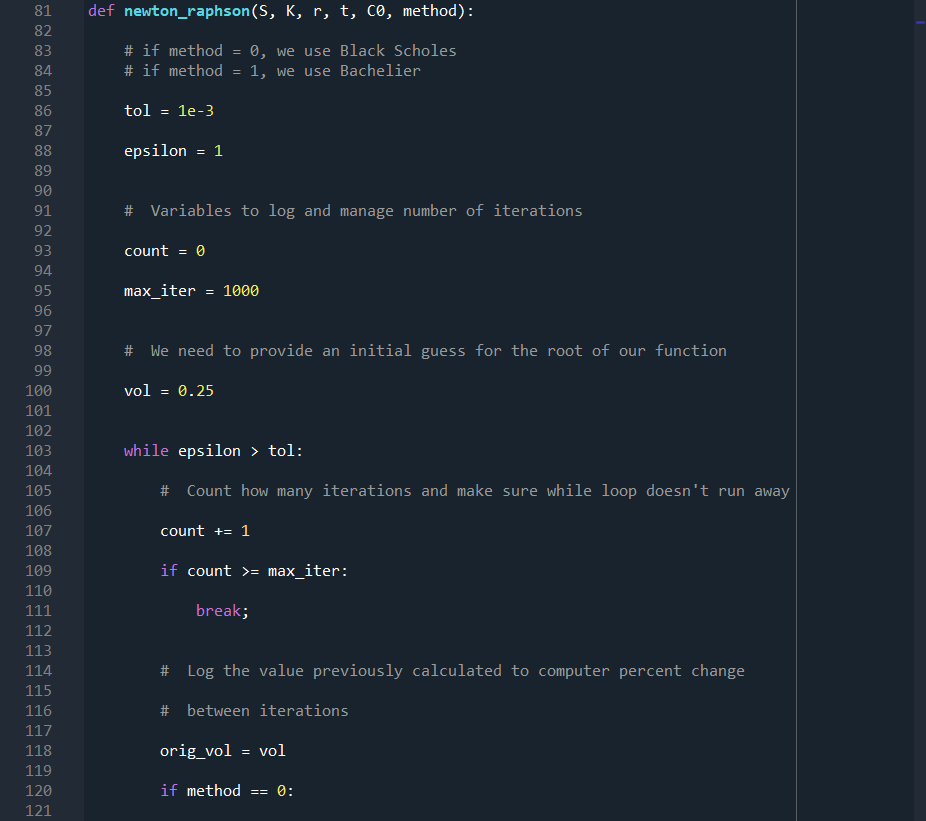 81 def newton_raphson(S, K, r, t, C0, method):
82
83 # if method = 0, we use Black Scholes
84 # if method = 1, we use Bachelier
85
86 tol = 1e-3
87
88 epsilon = 1
89
90
91 #  Variables to log and manage number of iterations
92
93 count = 0
94
95 max_iter = 1000
96
97
98 #  We need to provide an initial guess for the root of our function
99
100 vol = 0.25
101
102
103 while epsilon > tol:
104
105 #  Count how many iterations and make sure while loop doesn't run away
106
107 count += 1
108
109 if count >= max_iter:
110
111 break;
112
113
114 #  Log the value previously calculated to computer percent change
115
116 #  between iterations
117
118 orig_vol = vol
119
120 if method == 0:
121